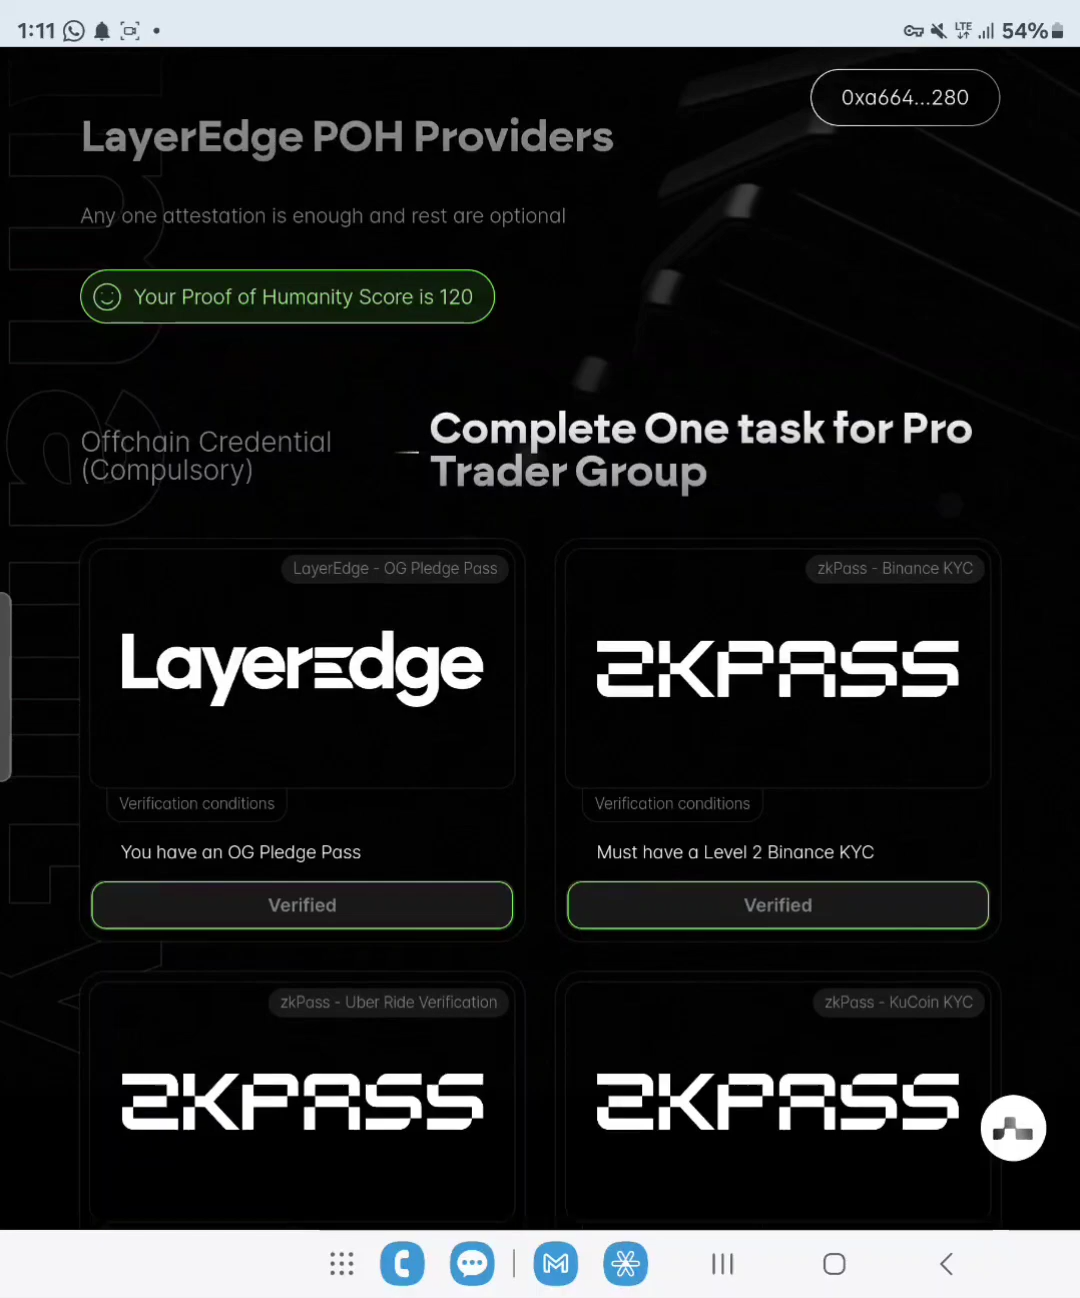 1:11
LTE
54%
0xa664...280
LayerEdge POH Providers
Any one attestation is enough and rest are optional
Your Proof of Humanity Score is 120
Offchain Credential
(Compulsory)
Complete One task for Pro
Trader Group
LayerEdge - OG Pledge Pass
LayerEdge
Verification conditions
You have an OG Pledge Pass
Verified
zkPass - Binance KYC
ZKPASS
Verification conditions
Must have a Level 2 Binance KYC
Verified
zkPass - Uber Ride Verification
ZKPASS
zkPass - KuCoin KYC
ZKPASS